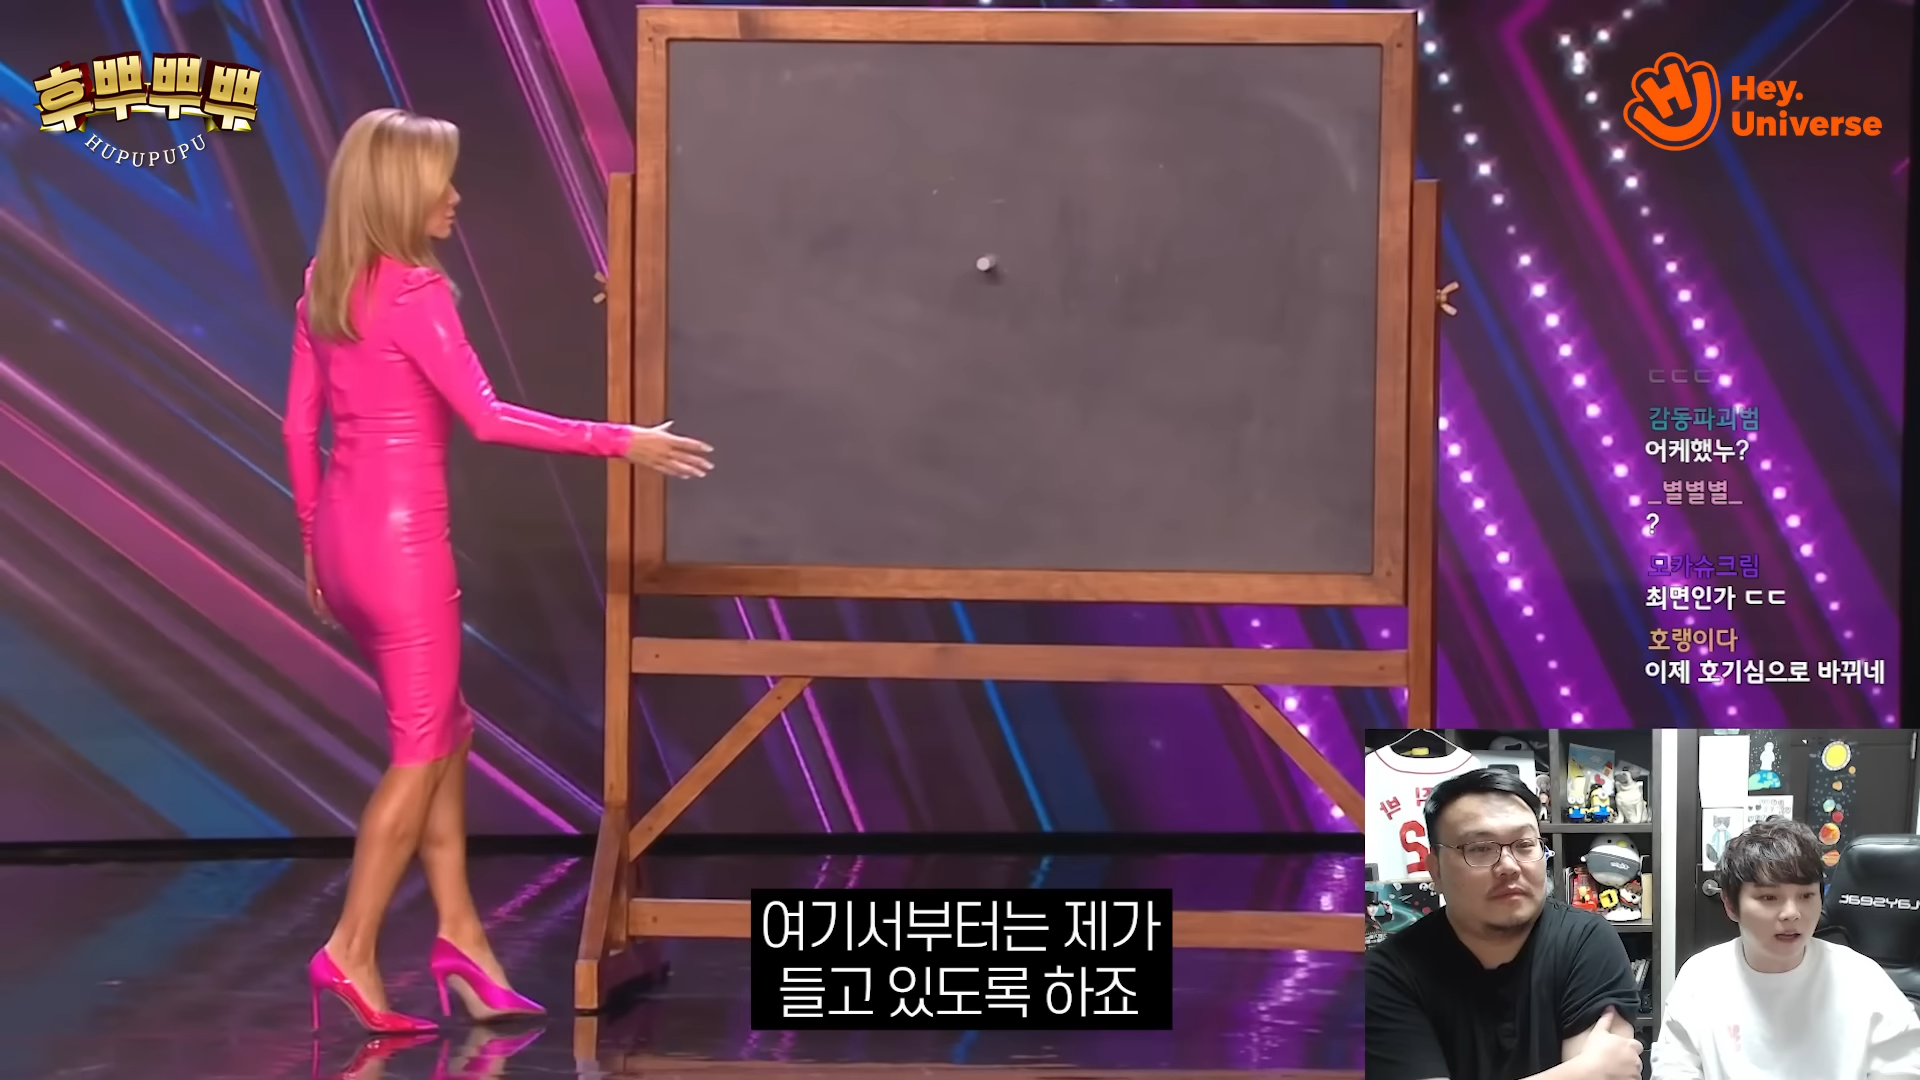 후뿌뿌뿌
HUPUPUPU
Hey.
Universe
ㄷㄷㄷ
감동파괴범
어케했누?
_별별별_
?
모카슈크림
최면인가 ㄷㄷ
호랭이다
이제 호기심으로 바뀌네
여기서부터는 제가
들고 있도록 하죠